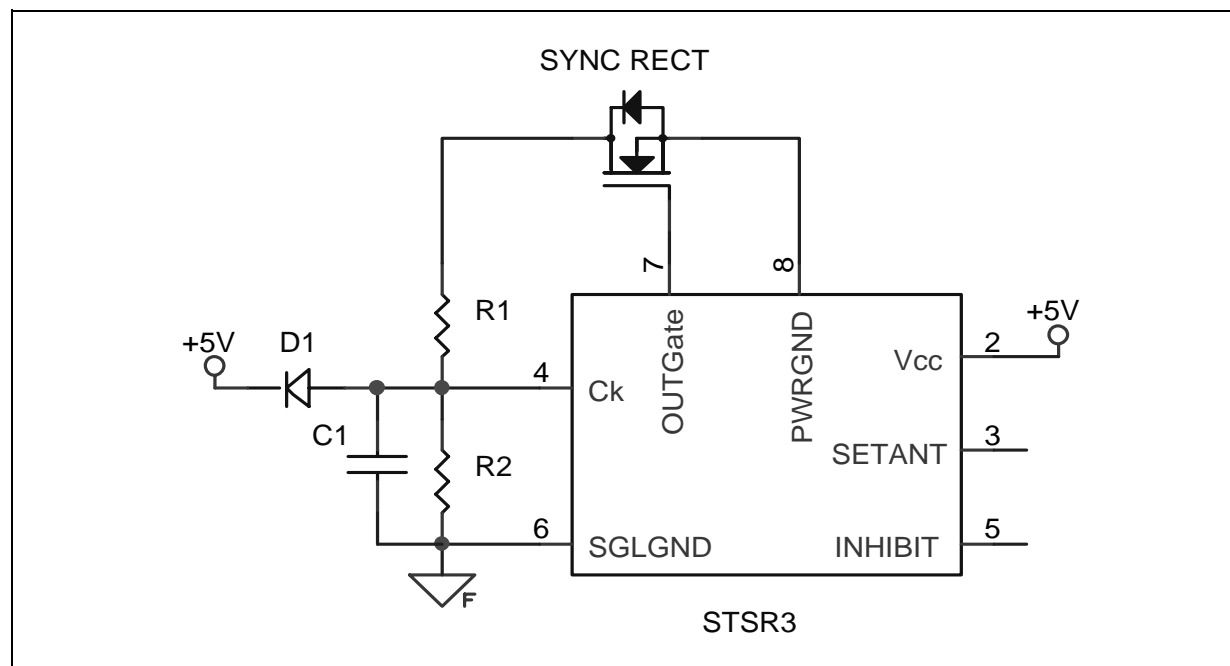 SYNC RECT
7
8
R1
+5V
D1
4
Ck
OUTGate
PWRGND
Vcc
2
+5V
C1
R2
SETANT
3
6
SGLGND
INHIBIT
5
F
STSR3